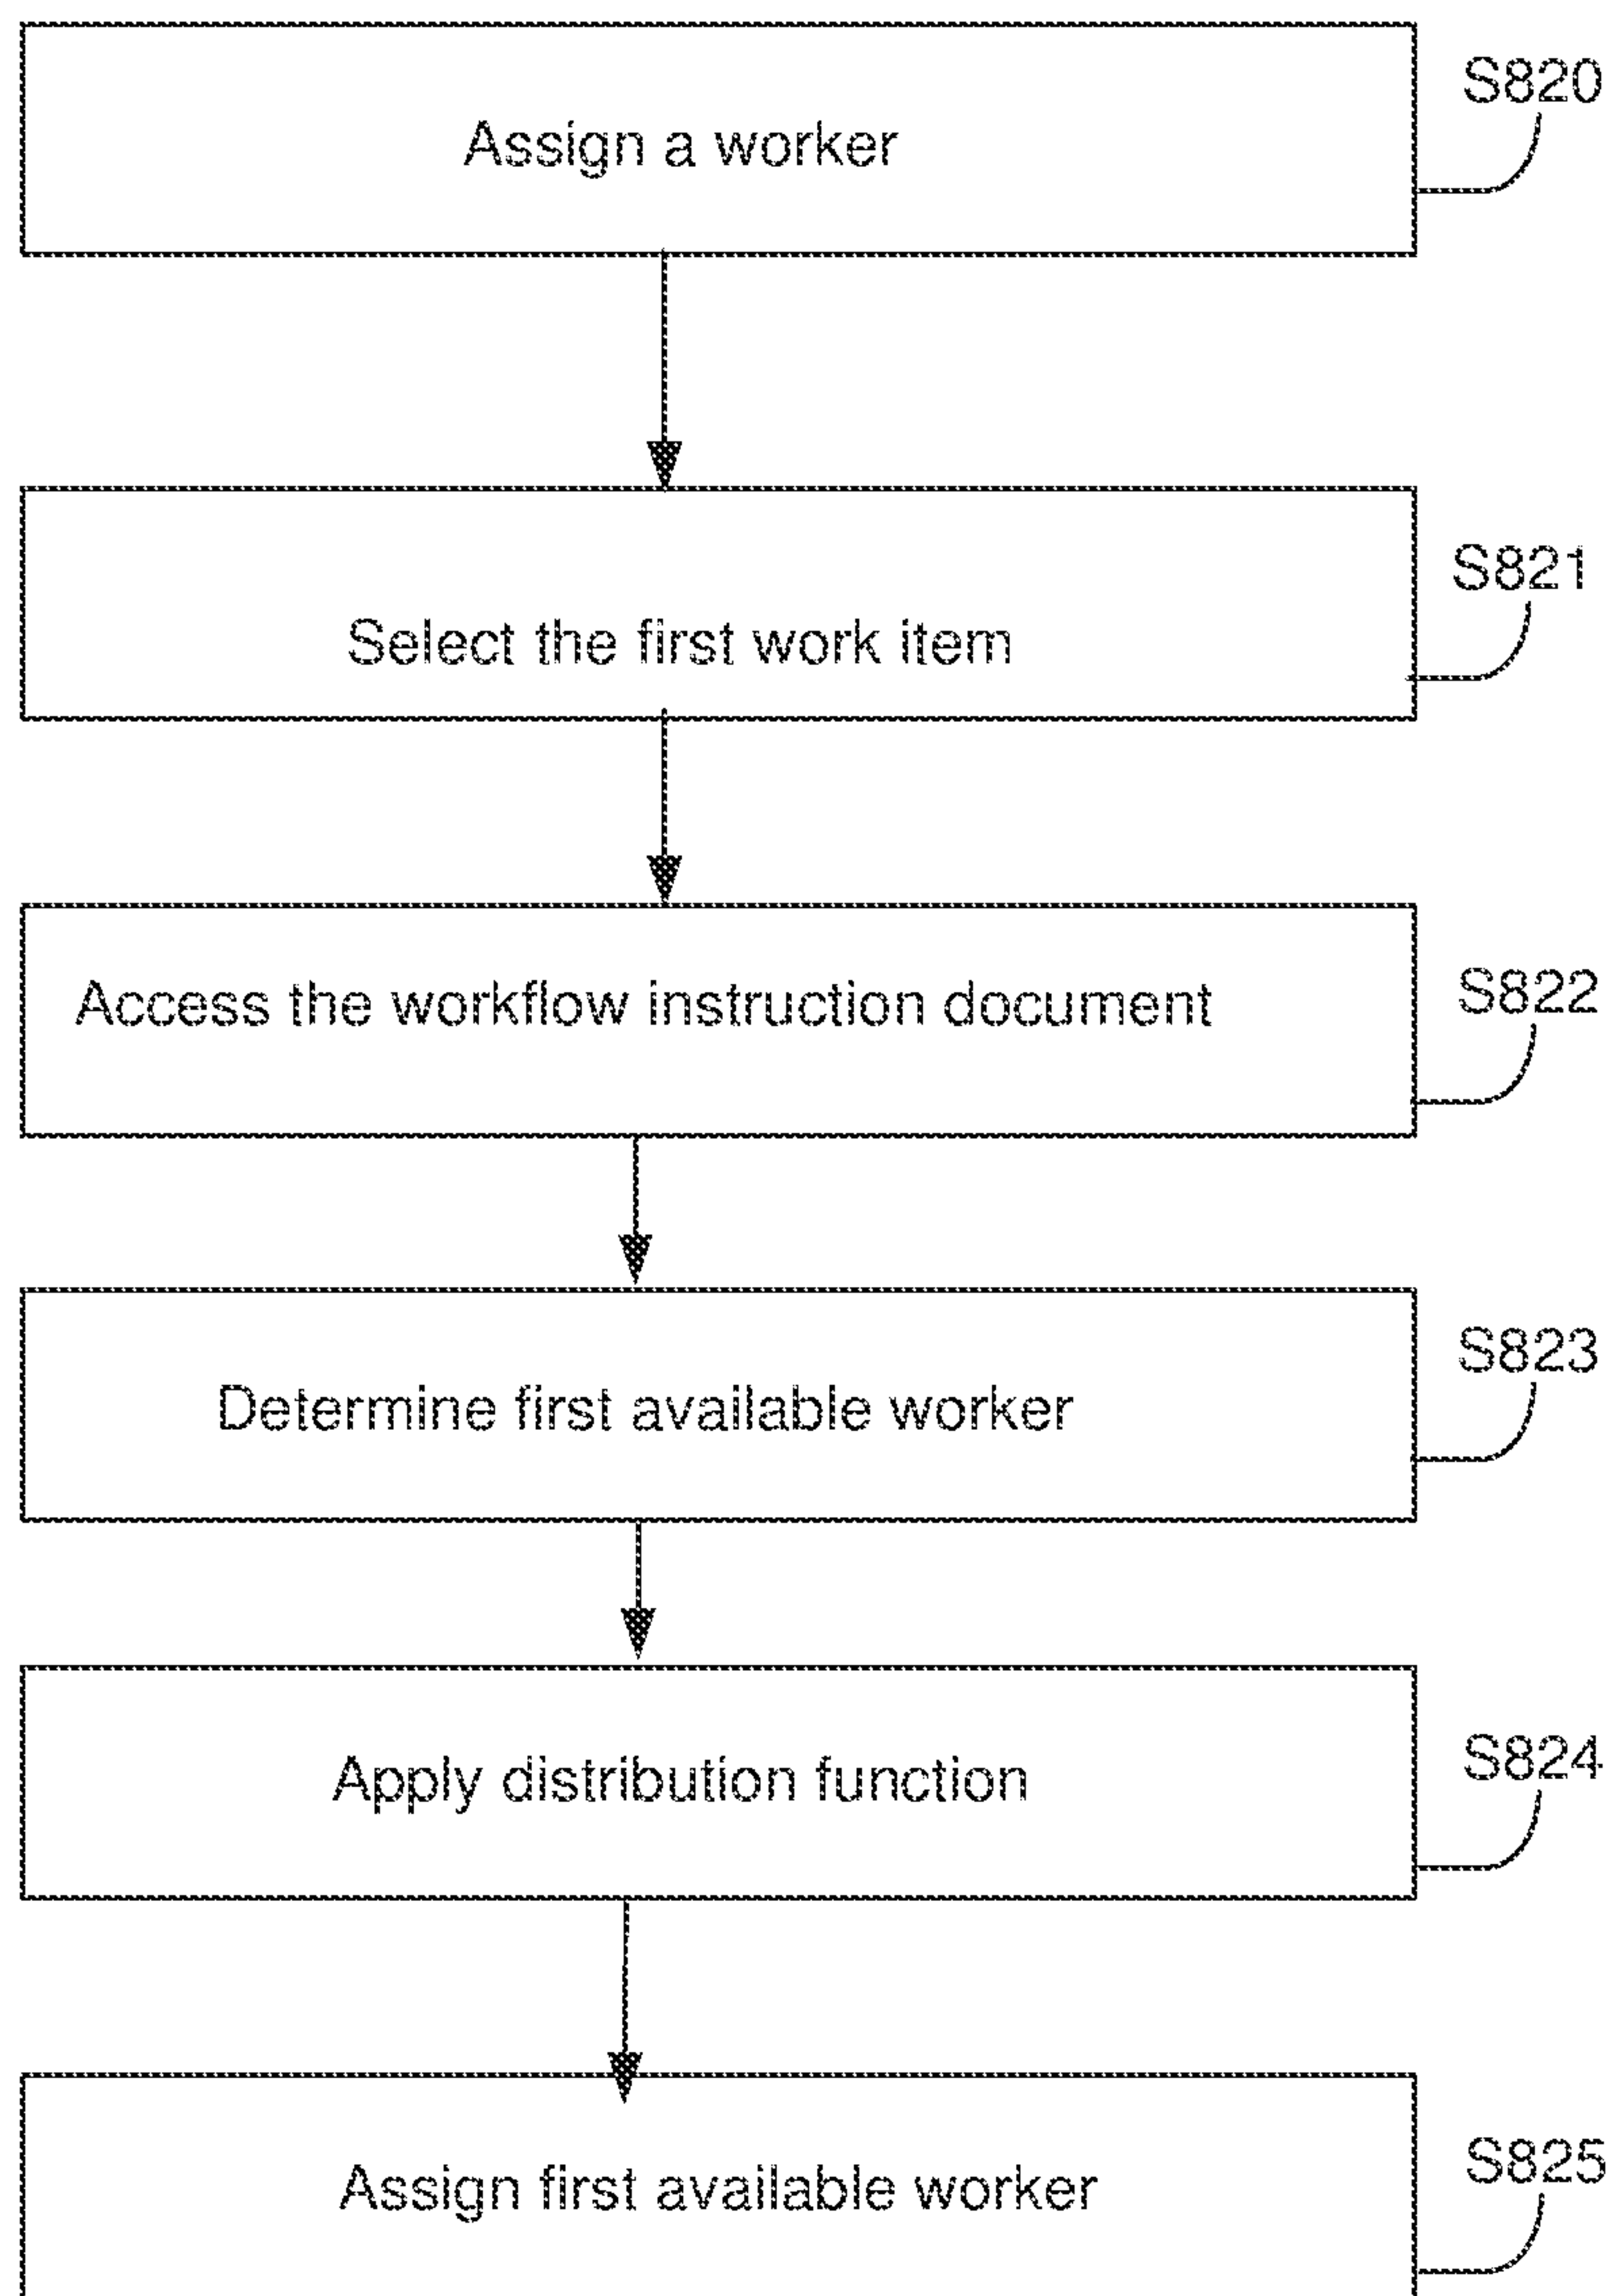 S820
Assign a worker
S821
Select the first work item
S822
Access the workflow instruction document
S823
Determine first available worker
S824
Apply distribution function
S825
Assign first available worker